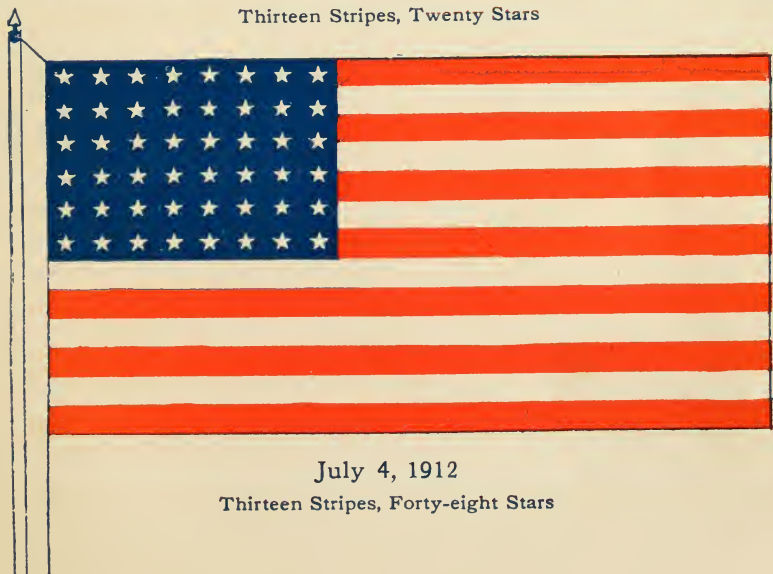 Thirteen Stripes, Twenty Stars
July 4, 1912
Thirteen Stripes, Forty-eight Stars